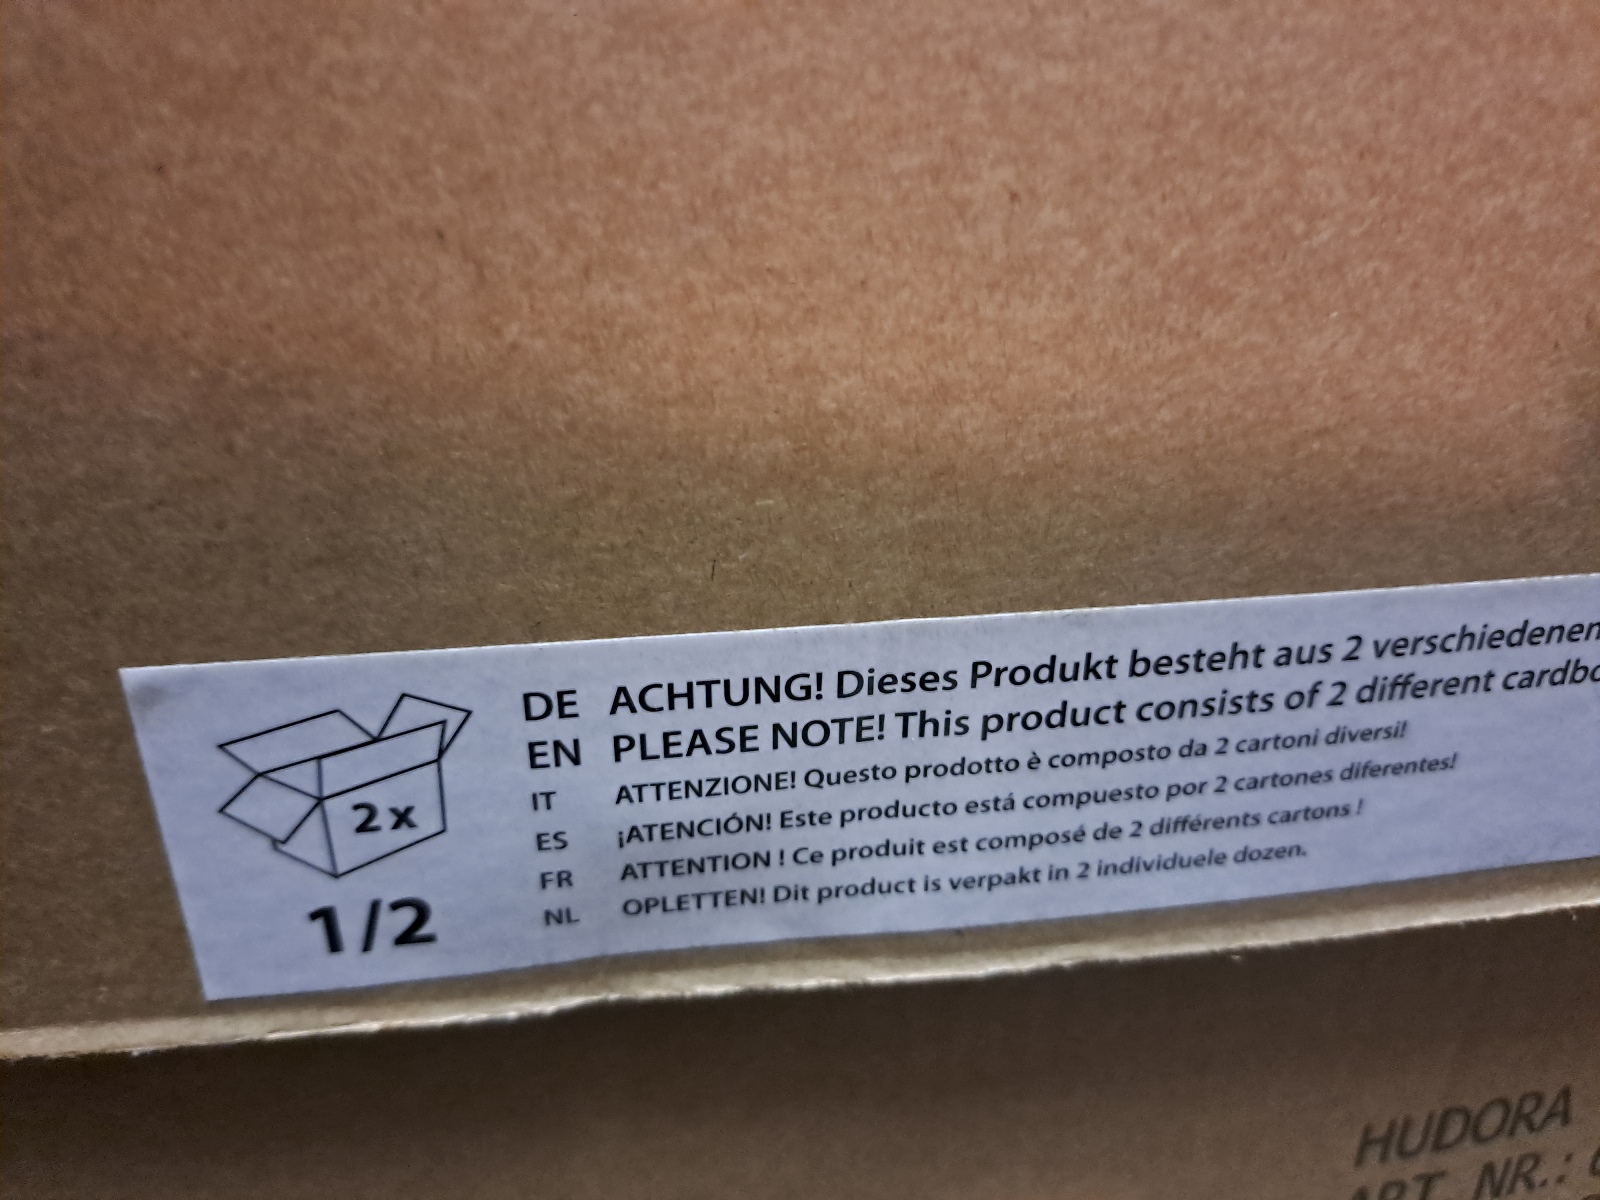 DE ACHTUNG! Dieses Produkt besteht aus 2 verschiedenen
EN PLEASE NOTE! This product consists of 2 different
IT ATTENZIONE! Questo prodotto è composto da 2 cartoni diversi!
ES ¡ATENCIÓN! Este producto está compuesto por 2 cartones diferentes!
FR ATTENTION ! Ce produit est composé de 2 différents cartons !
NL OPLETTEN! Dit product is verpakt in 2 individuele dozen.
2x
1/2
HUDORA
ART. NR.: